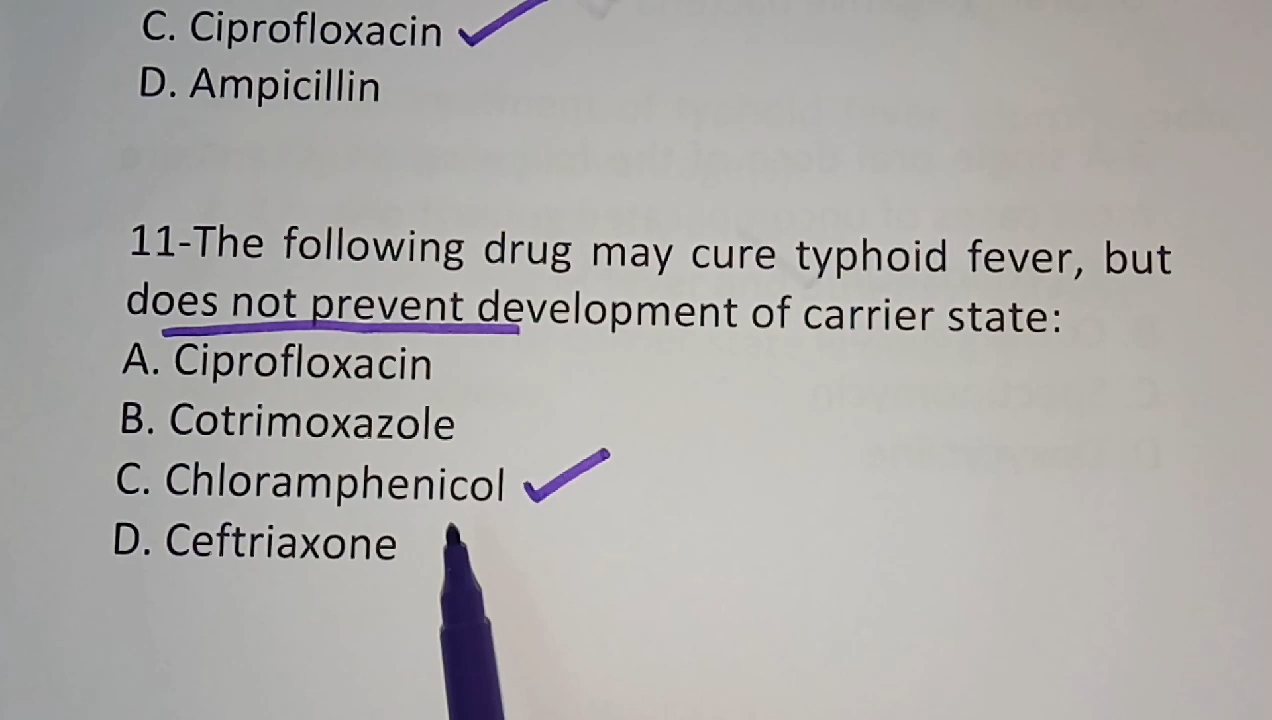 C. Ciprofloxacin
D. Ampicillin
11-The following drug may cure typhoid fever, but
does not prevent development of carrier state:
A. Ciprofloxacin
B. Cotrimoxazole
C. Chloramphenicol
D. Ceftriaxone